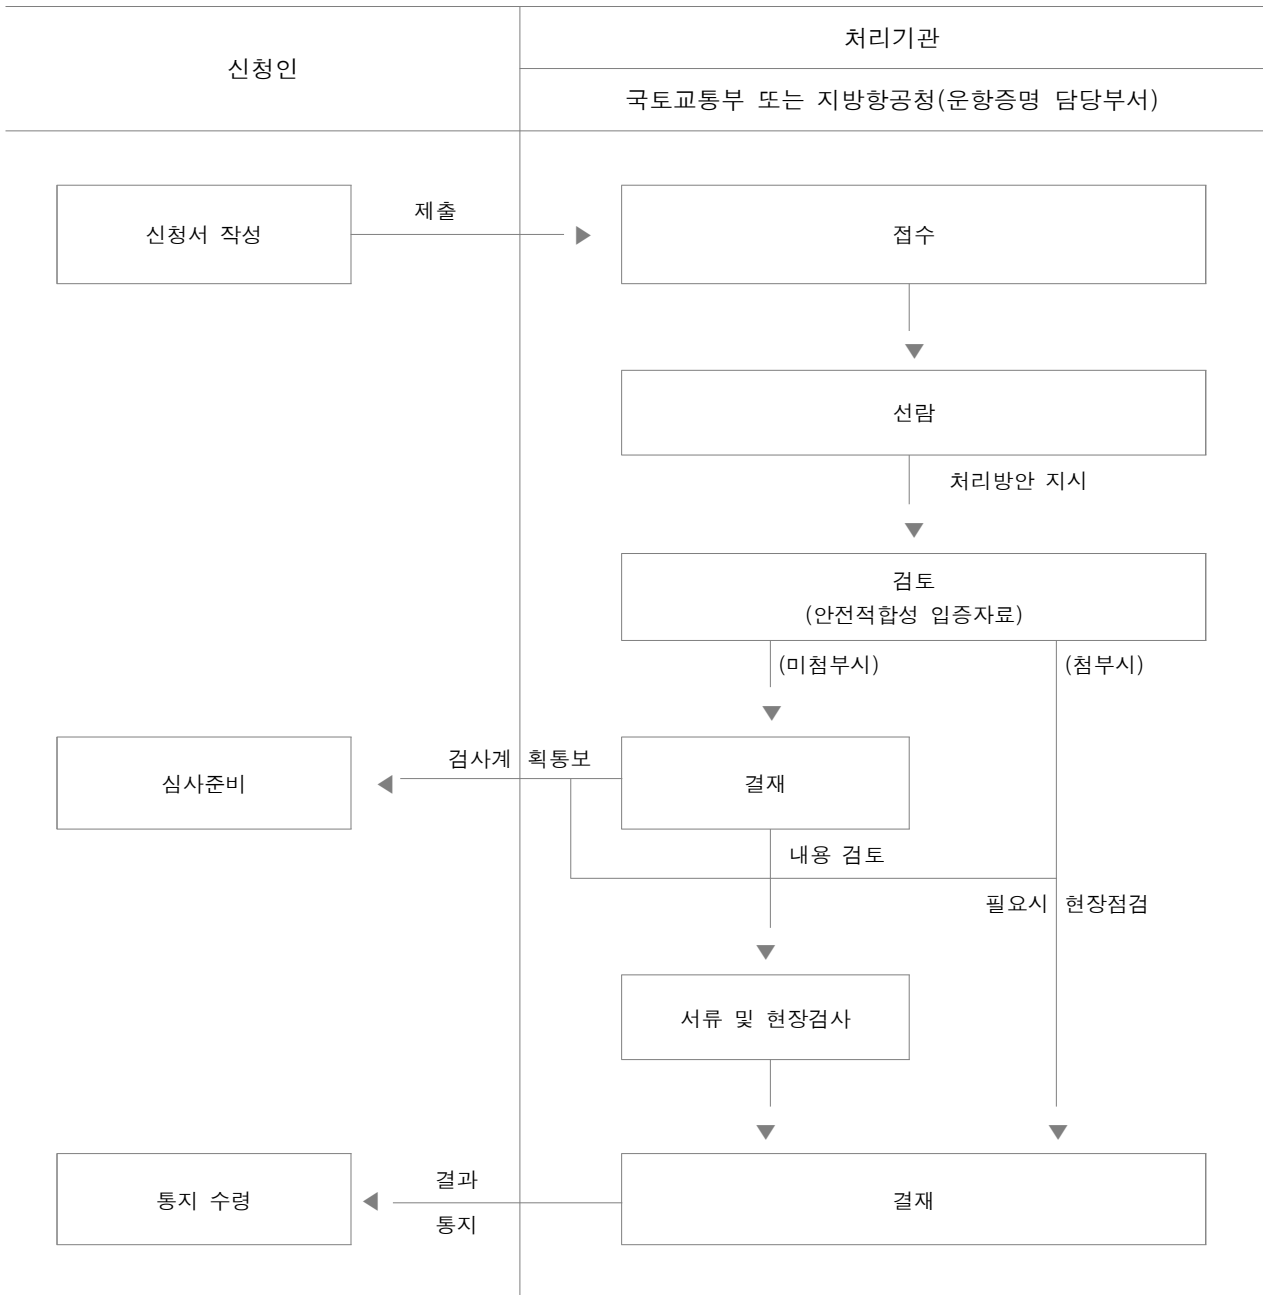 신청인
처리기관
국토교통부 또는 지방항공청(운항증명 담당부서)
신청서 작성
제출
접수
선람
처리방안 지시
검토
(안전적합성 입증자료)
(미첨부시)
(첨부시)
심사준비
검사계 획통보
결재
내용 검토
필요시 현장점검
서류 및 현장검사
통지 수령
결과
통지
결재